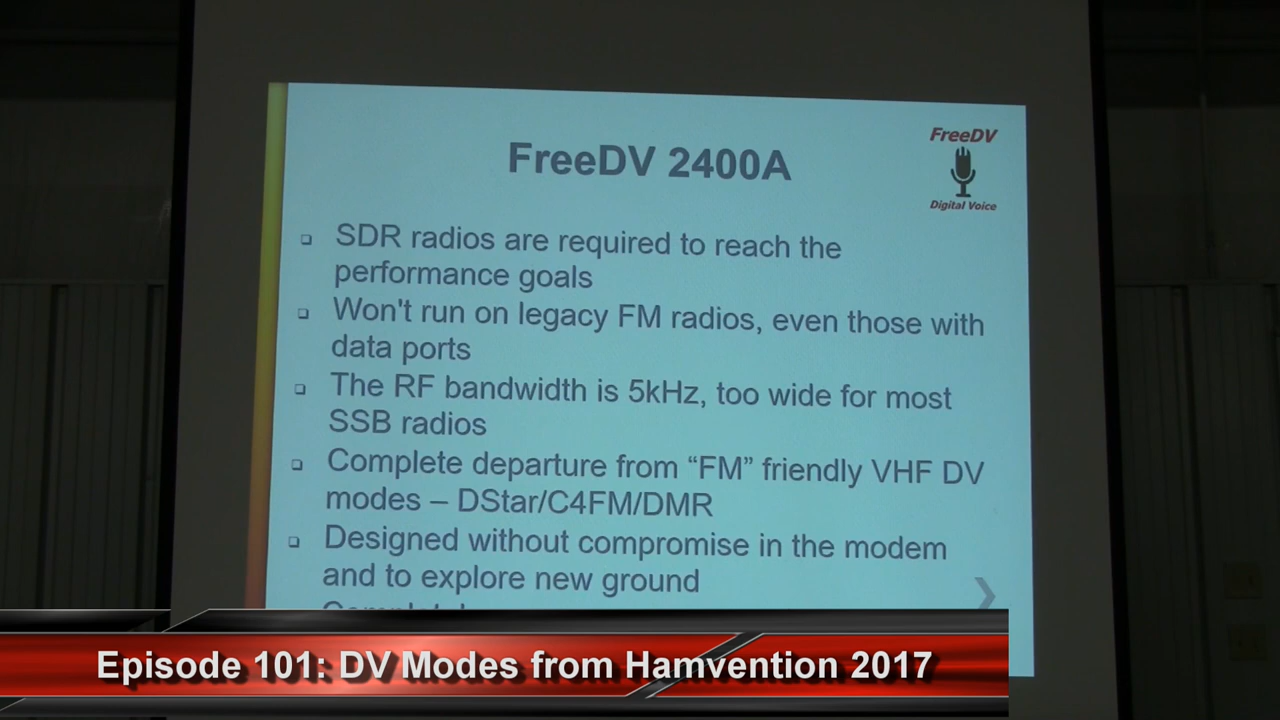 FreeDV 2400A
FreeDV
Digital Voice
SDR radios are required to reach the
performance goals
Won't run on legacy FM radios, even those with
data ports
The RF bandwidth is 5kHz, too wide for most
SSB radios
Complete departure from “FM” friendly VHF DV
modes – DStar/C4FM/DMR
Designed without compromise in the modem
and to explore new ground
Episode 101: DV Modes from Hamvention 2017